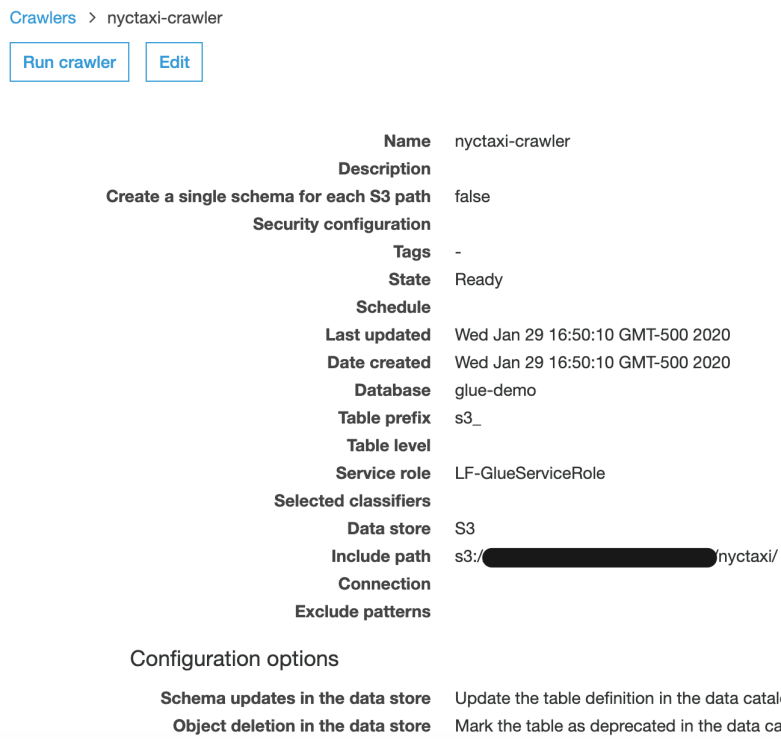 Crawlers > nyctaxi-crawler
Run crawler Edit
Name nyctaxi-crawler
Description
Create a single schema for each S3 path false
Security configuration
Tags -
State Ready
Schedule
Last updated Wed Jan 29 16:50:10 GMT-500 2020
Date created Wed Jan 29 16:50:10 GMT-500 2020
Database glue-demo
Table prefix s3_
Table level
Service role LF-GlueServiceRole
Selected classifiers
Data store S3
Include path s3:/ /nyctaxi/
Connection
Exclude patterns
Configuration options
Schema updates in the data store Update the table definition in the data
Object deletion in the data store Mark the table as deprecated in the data